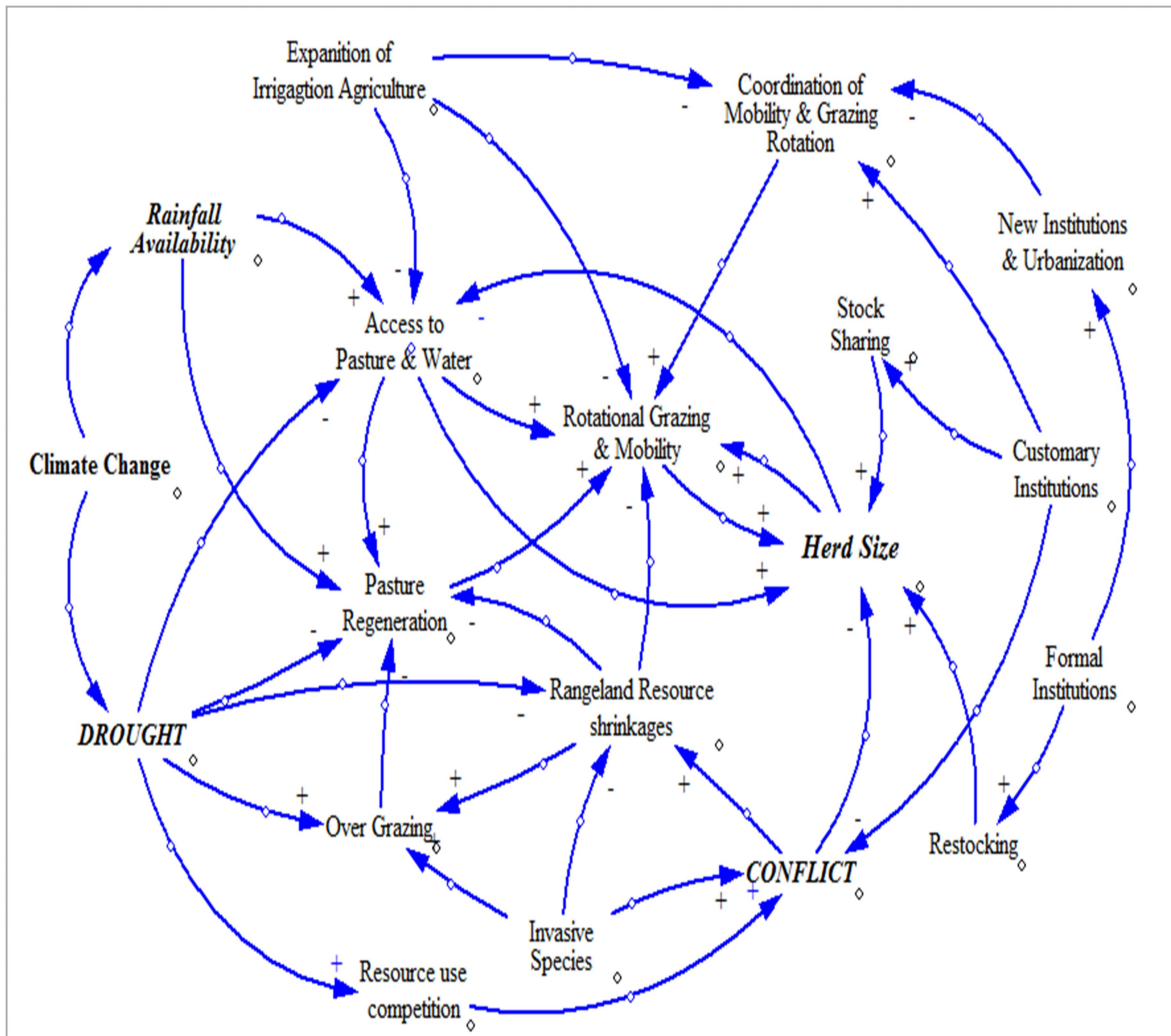 Expanition of
Irrigagtion Agriculture
Coordination of
Mobility & Grazing
Rotation
-
-
Rainfall
Availability
+
New Institutions
& Urbanization
-
+
Access to
Pasture & Water
-
Stock
Sharing
+
+
-
+
-
+
Rotational Grazing
& Mobility
Climate Change
Customary
Institutions
+
+
+
-
+
+
Herd Size
+
+
Pasture
Regeneration
+
-
-
-
+
-
Formal
Institutions
DROUGHT
Rangeland Resource
shrinkages
-
+
+
-
+
-
+
Over Grazing
+
Restocking
CONFLICT
+
+
Invasive
Species
+
Resource use
competition